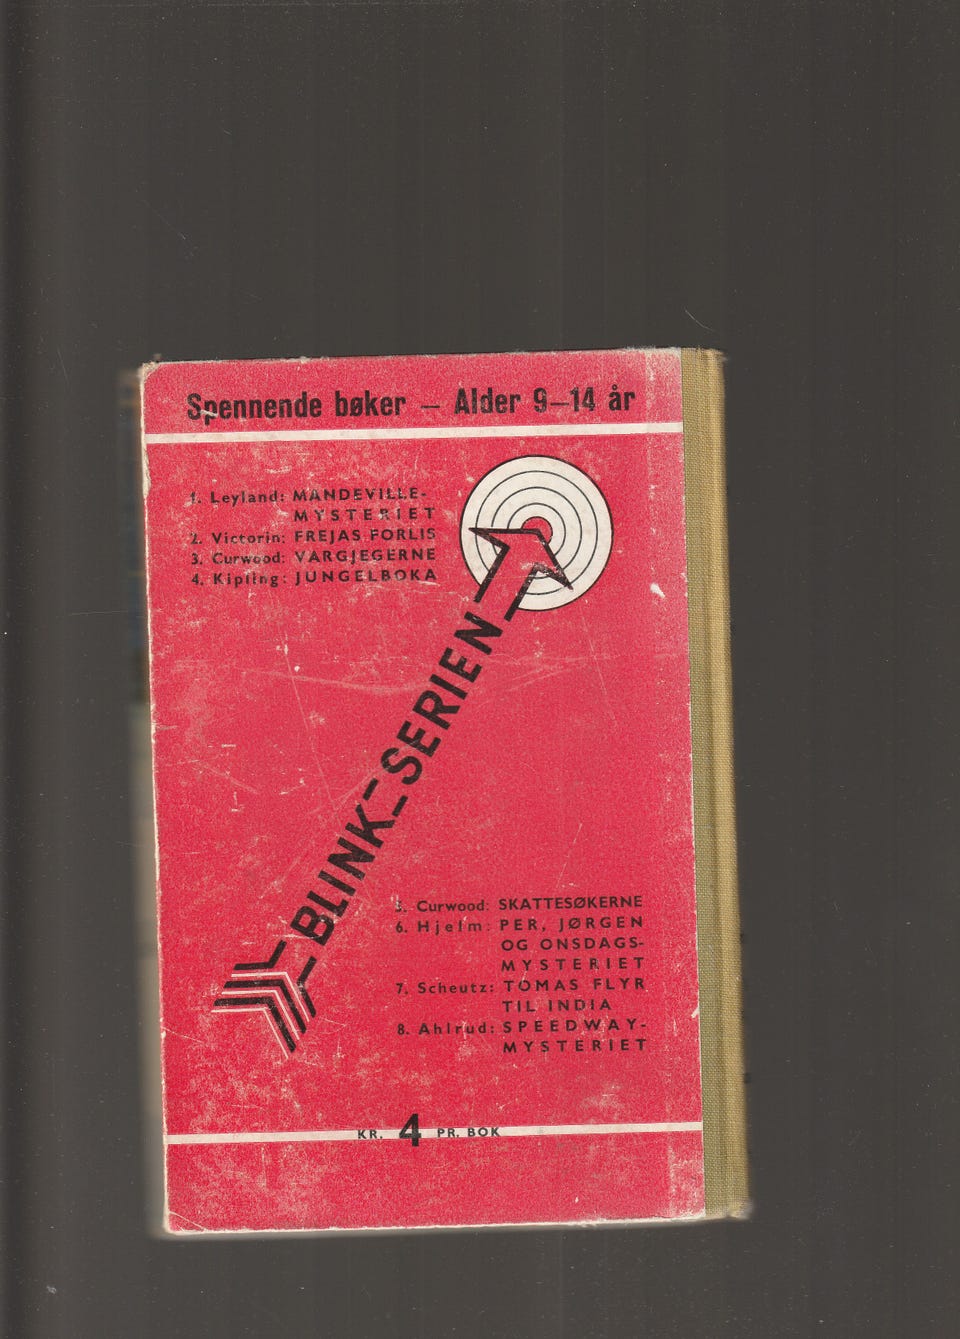 Spennende bøker – Alder 9–14 år
1. Leyland: MANDEVILLE-
MYSTERIET
2. Victorin: FREJAS FORLIS
3. Curwood: VARGJEGERNE
4. Kipling: JUNGELBOKA
BLINK-SERIEN
5. Curwood: SKATTESØKERNE
6. Hjelm: PER, JØRGEN
OG ONSDAGS-
MYSTERIET
7. Scheutz: TOMAS FLYR
TIL INDIA
8. Ahlrud: SPEEDWAY-
MYSTERIET
KR. 4 PR. BOK